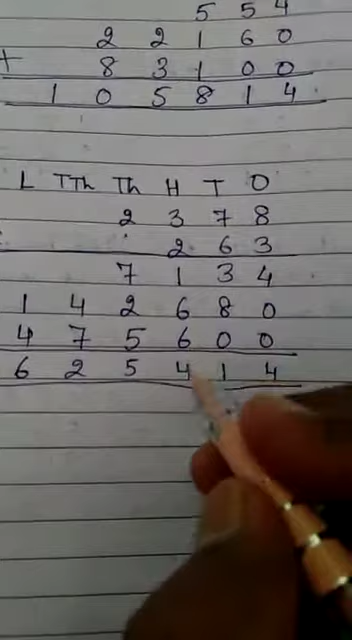 5 5 4
2 2 1 6 0
+ 8 3 1 0 0
1 0 5 8 1 4
L TTh Th H T O
2 3 7 8
2 6 3
7 1 3 4
1 4 2 6 8 0
4 7 5 6 0 0
6 2 5 4 1 4